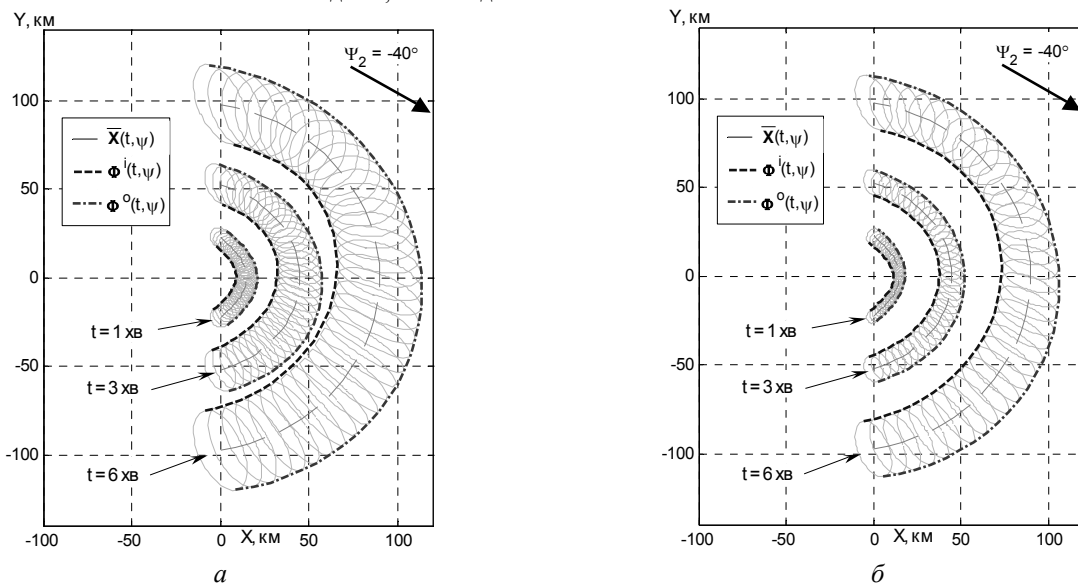 Y, км
Ψ₂ = -40°
100
50
0
-50
-100
X̅(t,ψ)
Φⁱ(t,ψ)
Φᵒ(t,ψ)
t = 1 хв
t = 3 хв
t = 6 хв
-100 -50 0 X, км 50 100
а
Y, км
Ψ₂ = -40°
100
50
0
-50
-100
X̅(t,ψ)
Φⁱ(t,ψ)
Φᵒ(t,ψ)
t = 1 хв
t = 3 хв
t = 6 хв
-100 -50 0 X, км 50 100
б